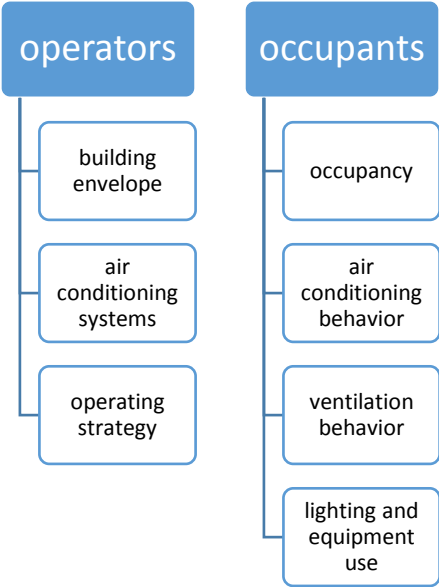 operators
building
envelope
air
conditioning
systems
operating
strategy
occupants
occupancy
air
conditioning
behavior
ventilation
behavior
lighting and
equipment
use